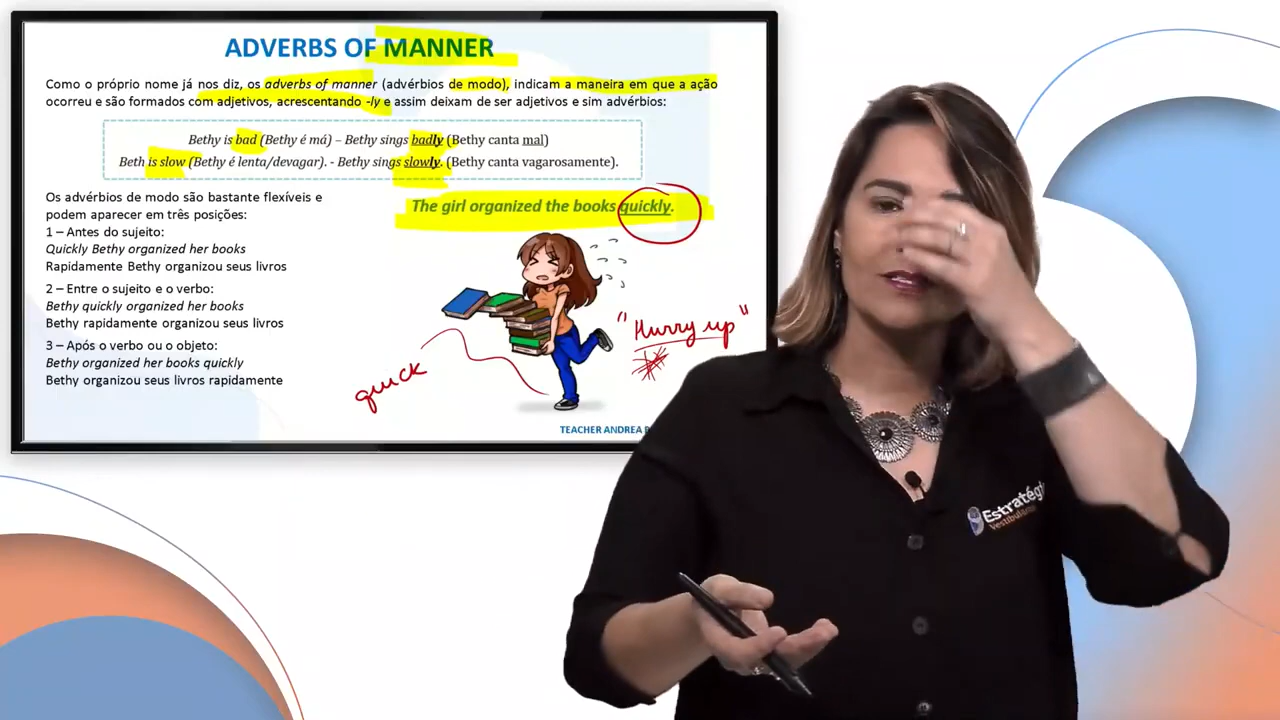 ADVERBS OF MANNER
Como o próprio nome já nos diz, os adverbs of manner (advérbios de modo), indicam a maneira em que a ação
ocorreu e são formados com adjetivos, acrescentando -ly e assim deixam de ser adjetivos e sim advérbios:
Bethy is bad (Bethy é má) – Bethy sings badly (Bethy canta mal)
Beth is slow (Bethy é lenta/devagar). - Bethy sings slowly. (Bethy canta vagarosamente).
Os advérbios de modo são bastante flexíveis e
podem aparecer em três posições:
1 – Antes do sujeito:
Quickly Bethy organized her books
Rapidamente Bethy organizou seus livros
2 – Entre o sujeito e o verbo:
Bethy quickly organized her books
Bethy rapidamente organizou seus livros
3 – Após o verbo ou o objeto:
Bethy organized her books quickly
Bethy organizou seus livros rapidamente
The girl organized the books quickly.
"Hurry up"
quick
TEACHER ANDREA
Estratégia
Vestibulares